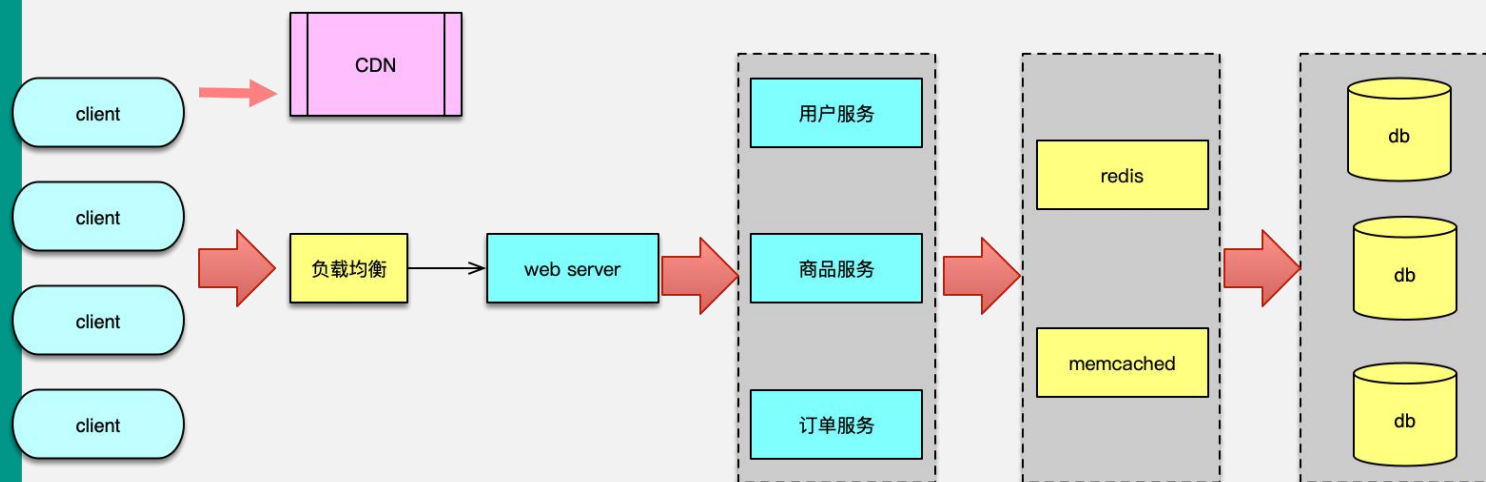 client
client
client
client
CDN
负载均衡
web server
用户服务
商品服务
订单服务
redis
memcached
db
db
db